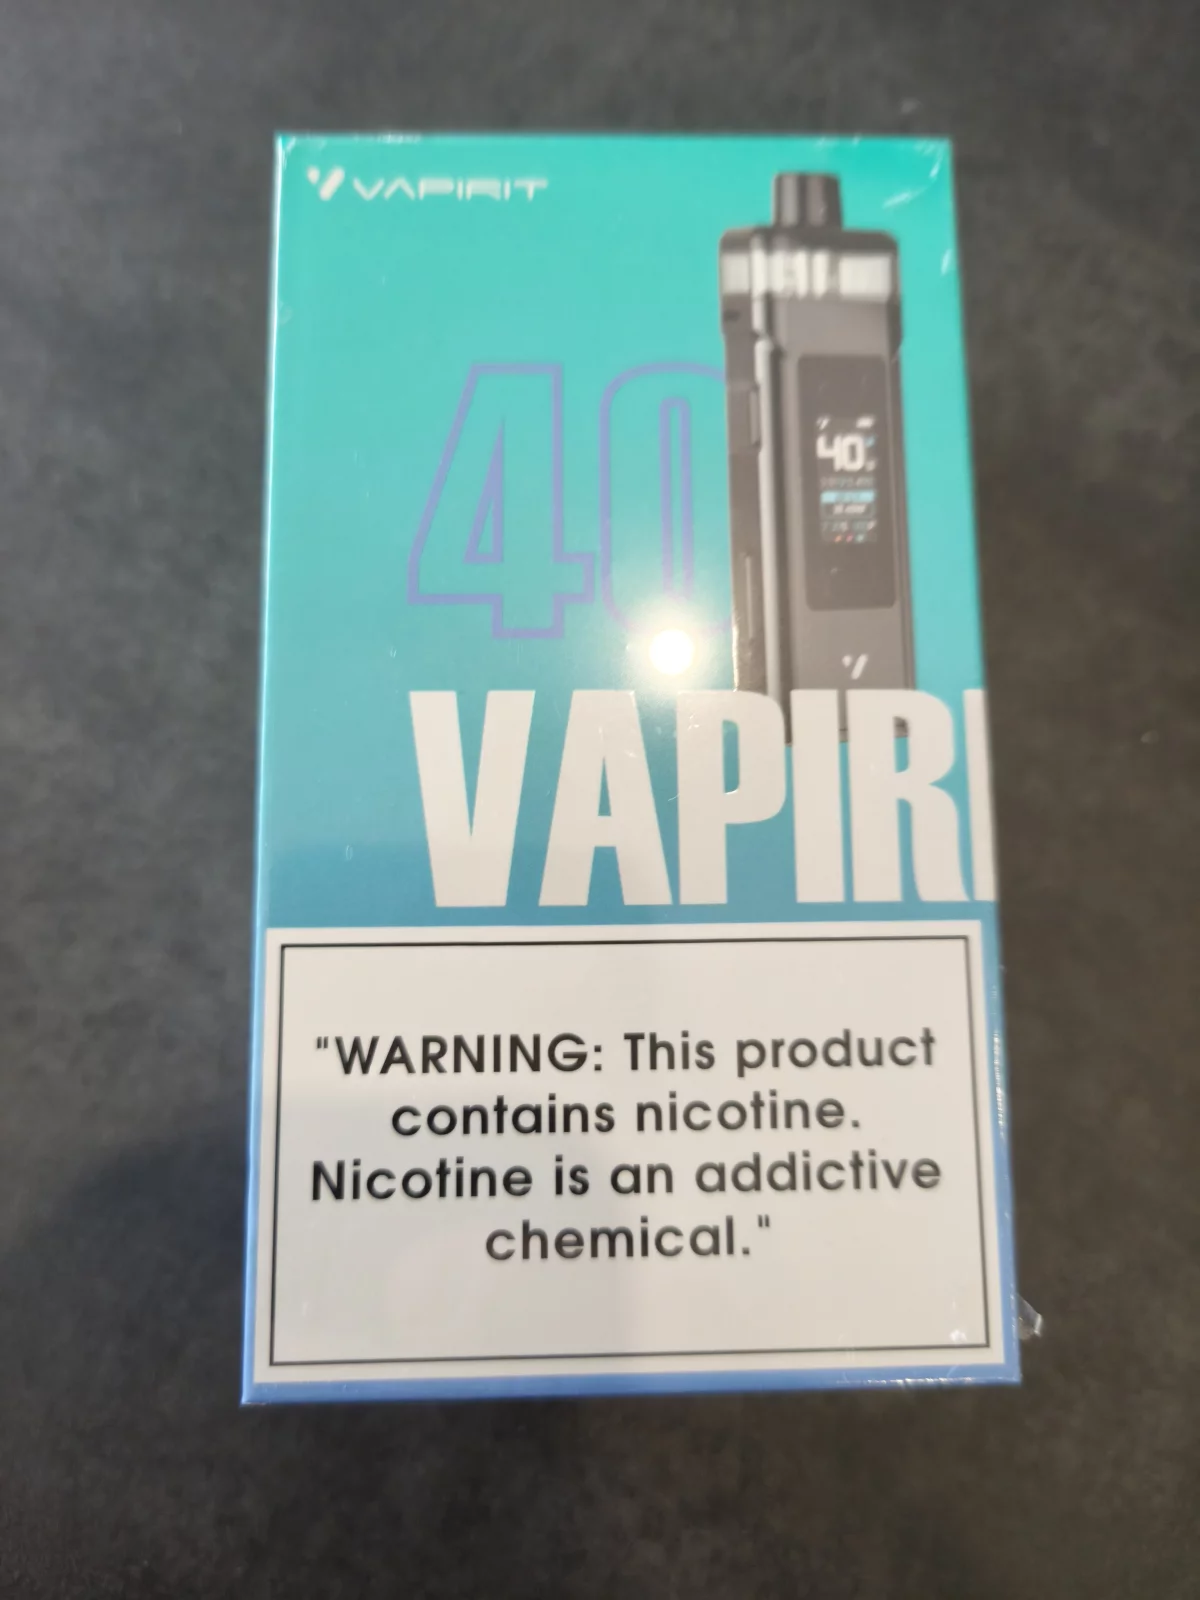 VAPIRIT
40
40
VAPIRI
"WARNING: This product
contains nicotine.
Nicotine is an addictive
chemical."